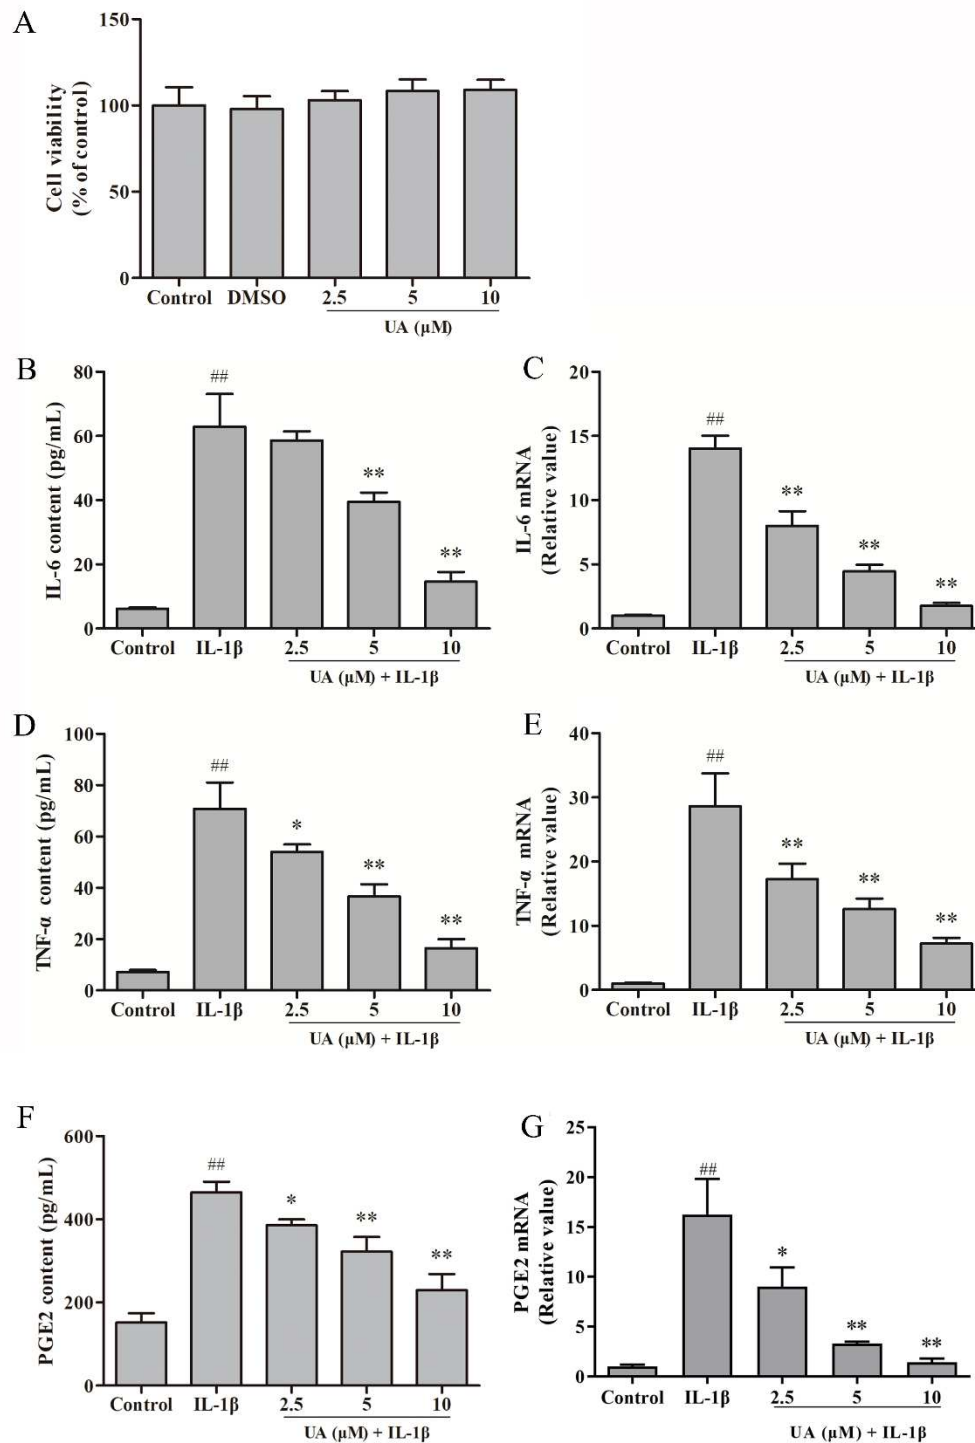 A
Cell viability
(% of control)
150
100
50
0
Control DMSO 2.5 5 10
UA (µM)
B
IL-6 content (pg/mL)
80
60
40
20
0
##
**
**
Control IL-1β 2.5 5 10
UA (µM) + IL-1β
C
IL-6 mRNA
(Relative value)
20
15
10
5
0
##
**
**
**
Control IL-1β 2.5 5 10
UA (µM) + IL-1β
D
TNF-α content (pg/mL)
100
80
60
40
20
0
##
*
**
**
Control IL-1β 2.5 5 10
UA (µM) + IL-1β
E
TNF-α mRNA
(Relative value)
40
30
20
10
0
##
**
**
**
Control IL-1β 2.5 5 10
UA (µM) + IL-1β
F
PGE2 content (pg/mL)
600
400
200
0
##
*
**
**
Control IL-1β 2.5 5 10
UA (µM) + IL-1β
G
PGE2 mRNA
(Relative value)
25
20
15
10
5
0
##
*
**
**
Control IL-1β 2.5 5 10
UA (µM) + IL-1β